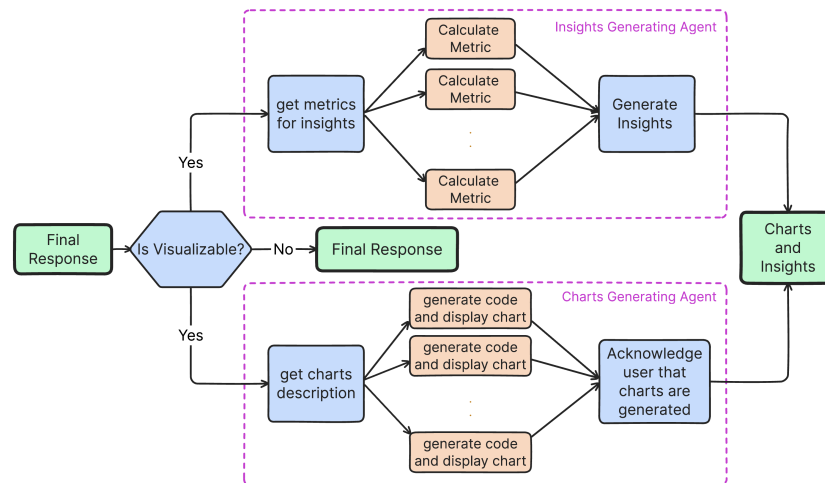 Insights Generating Agent
Calculate
Metric
Calculate
Metric
get metrics
for insights
Generate
Insights
Calculate
Metric
Yes
Final
Response
Is Visualizable?
No
Final Response
Charts
and
Insights
Yes
Charts Generating Agent
generate code
and display chart
generate code
and display chart
get charts
description
Acknowledge
user that
charts are
generated
generate code
and display chart